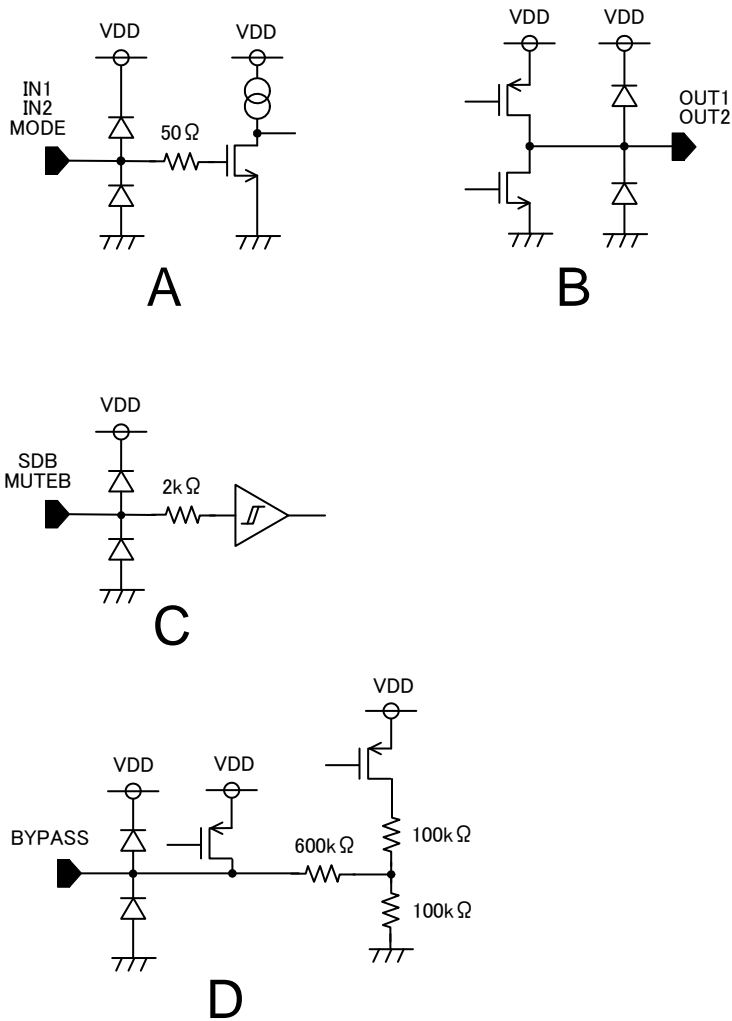 VDD
VDD
IN1
IN2
MODE
50Ω
A
VDD
VDD
OUT1
OUT2
B
VDD
SDB
MUTEB
2kΩ
C
VDD
VDD
VDD
BYPASS
600kΩ
100kΩ
100kΩ
D